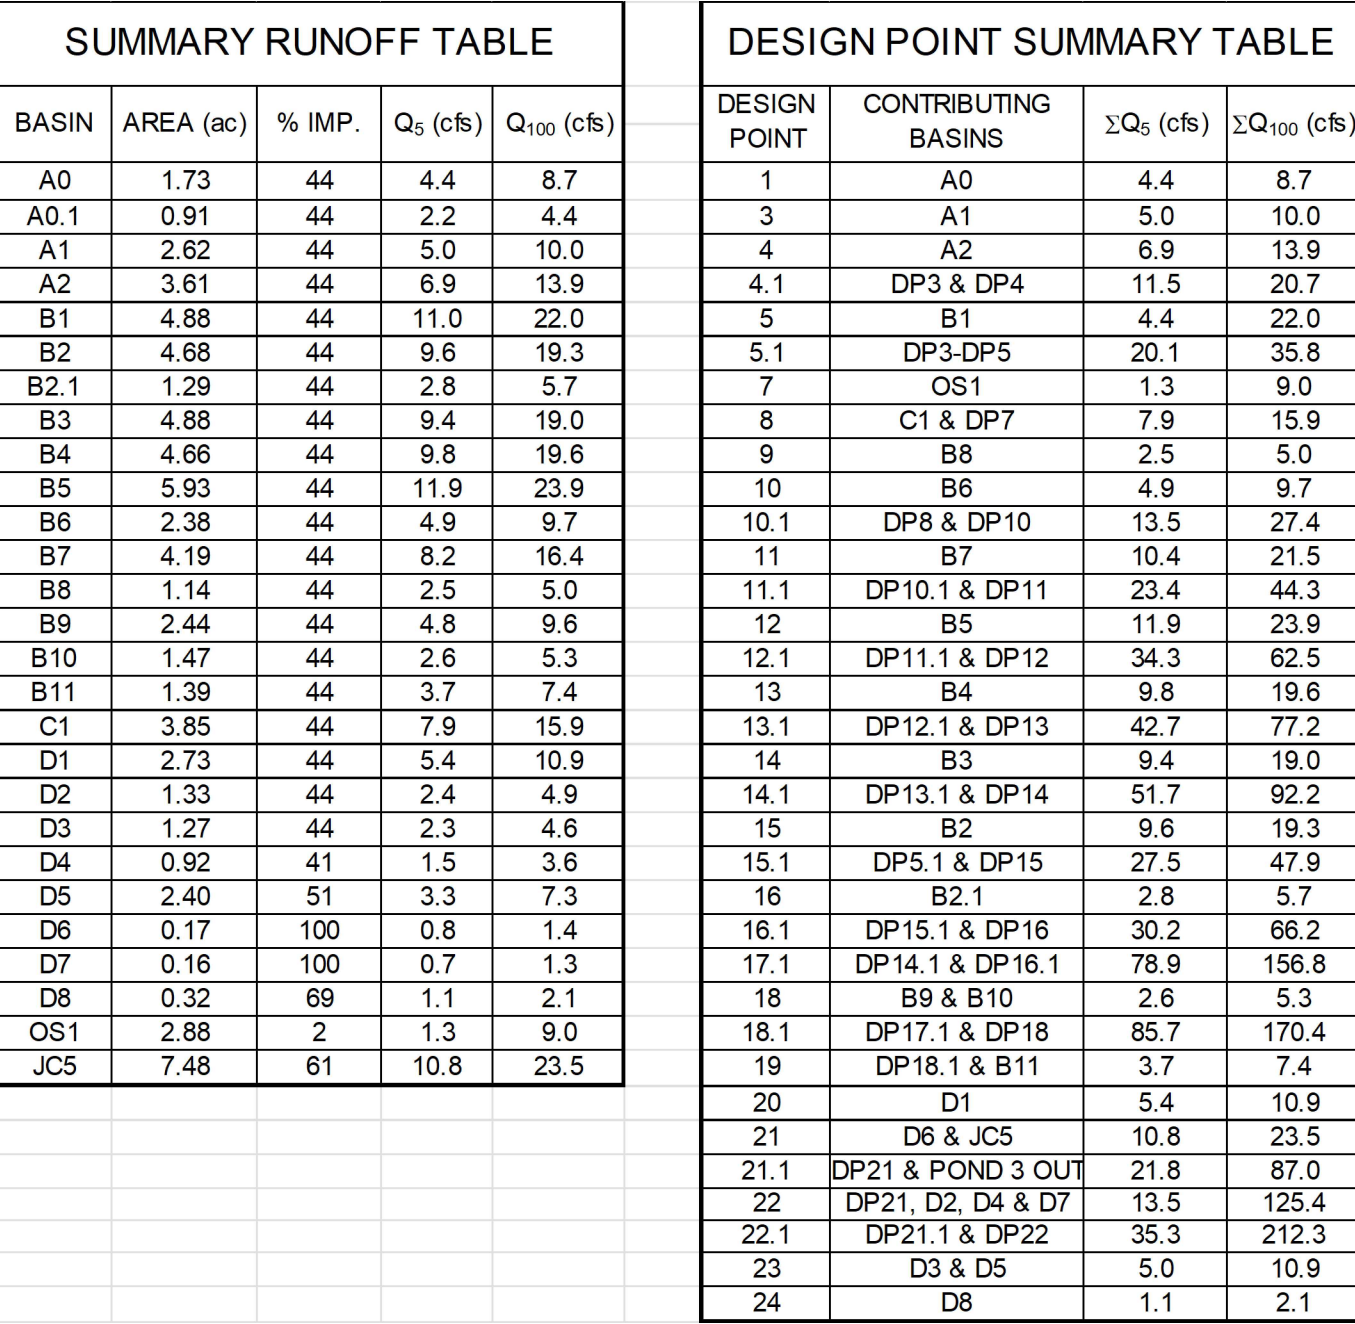 SUMMARY RUNOFF TABLE
BASIN AREA (ac) % IMP. Q5 (cfs) Q100 (cfs)
A0 1.73 44 4.4 8.7
A0.1 0.91 44 2.2 4.4
A1 2.62 44 5.0 10.0
A2 3.61 44 6.9 13.9
B1 4.88 44 11.0 22.0
B2 4.68 44 9.6 19.3
B2.1 1.29 44 2.8 5.7
B3 4.88 44 9.4 19.0
B4 4.66 44 9.8 19.6
B5 5.93 44 11.9 23.9
B6 2.38 44 4.9 9.7
B7 4.19 44 8.2 16.4
B8 1.14 44 2.5 5.0
B9 2.44 44 4.8 9.6
B10 1.47 44 2.6 5.3
B11 1.39 44 3.7 7.4
C1 3.85 44 7.9 15.9
D1 2.73 44 5.4 10.9
D2 1.33 44 2.4 4.9
D3 1.27 44 2.3 4.6
D4 0.92 41 1.5 3.6
D5 2.40 51 3.3 7.3
D6 0.17 100 0.8 1.4
D7 0.16 100 0.7 1.3
D8 0.32 69 1.1 2.1
OS1 2.88 2 1.3 9.0
JC5 7.48 61 10.8 23.5
DESIGN POINT SUMMARY TABLE
DESIGN POINT CONTRIBUTING BASINS ΣQ5 (cfs) ΣQ100 (cfs)
1 A0 4.4 8.7
3 A1 5.0 10.0
4 A2 6.9 13.9
4.1 DP3 & DP4 11.5 20.7
5 B1 4.4 22.0
5.1 DP3-DP5 20.1 35.8
7 OS1 1.3 9.0
8 C1 & DP7 7.9 15.9
9 B8 2.5 5.0
10 B6 4.9 9.7
10.1 DP8 & DP10 13.5 27.4
11 B7 10.4 21.5
11.1 DP10.1 & DP11 23.4 44.3
12 B5 11.9 23.9
12.1 DP11.1 & DP12 34.3 62.5
13 B4 9.8 19.6
13.1 DP12.1 & DP13 42.7 77.2
14 B3 9.4 19.0
14.1 DP13.1 & DP14 51.7 92.2
15 B2 9.6 19.3
15.1 DP5.1 & DP15 27.5 47.9
16 B2.1 2.8 5.7
16.1 DP15.1 & DP16 30.2 66.2
17.1 DP14.1 & DP16.1 78.9 156.8
18 B9 & B10 2.6 5.3
18.1 DP17.1 & DP18 85.7 170.4
19 DP18.1 & B11 3.7 7.4
20 D1 5.4 10.9
21 D6 & JC5 10.8 23.5
21.1 DP21 & POND 3 OUT 21.8 87.0
22 DP21, D2, D4 & D7 13.5 125.4
22.1 DP21.1 & DP22 35.3 212.3
23 D3 & D5 5.0 10.9
24 D8 1.1 2.1